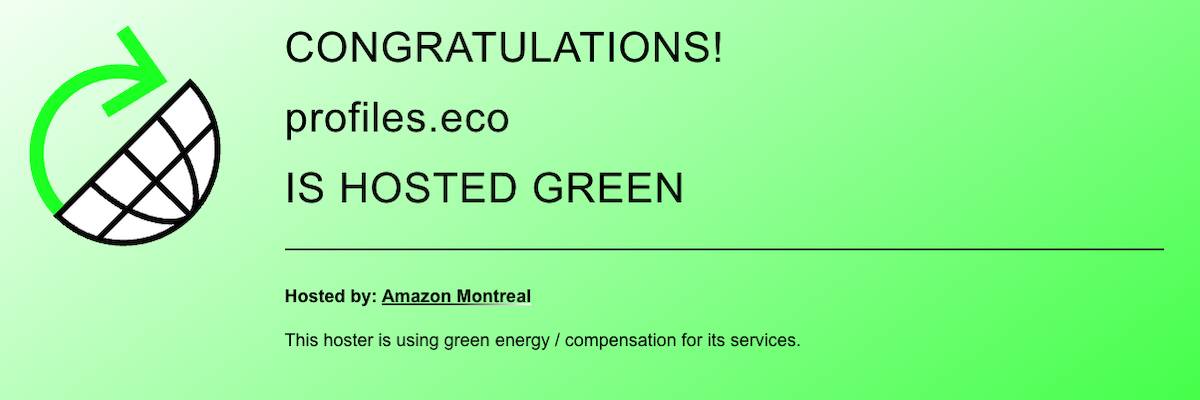 CONGRATULATIONS!
profiles.eco
IS HOSTED GREEN
Hosted by: Amazon Montreal
This hoster is using green energy / compensation for its services.